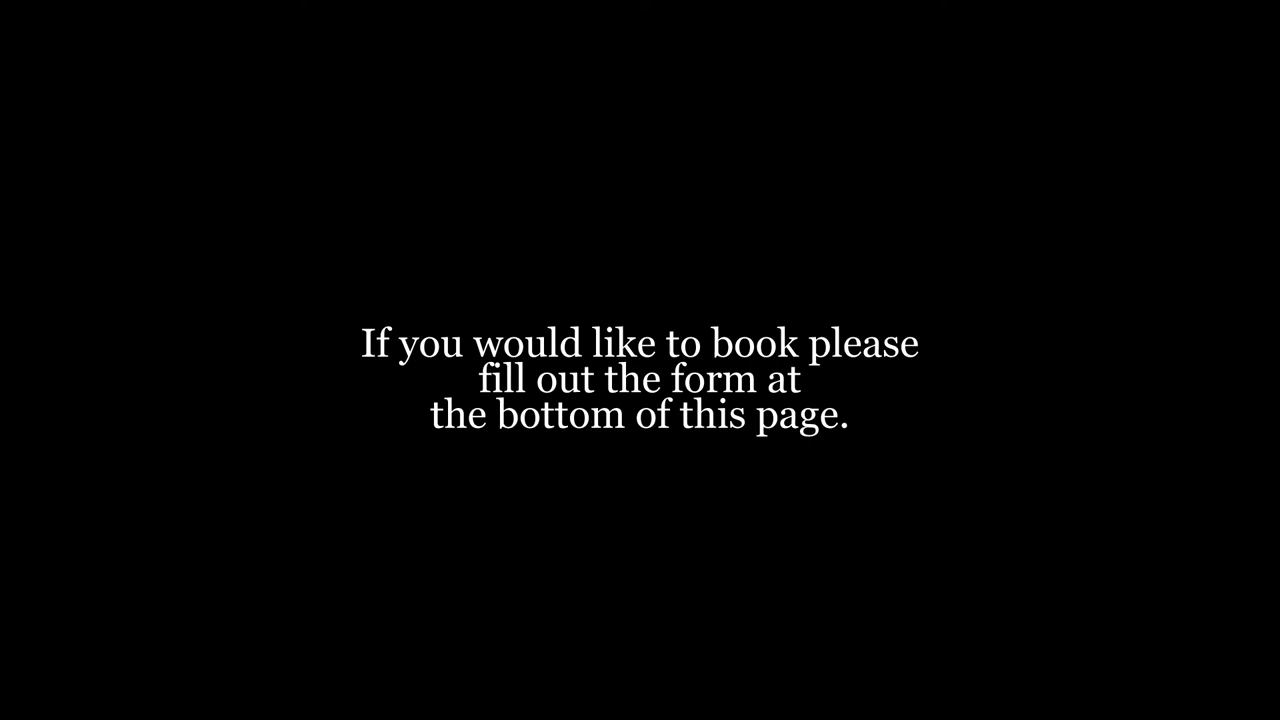 If you would like to book please
fill out the form at
the bottom of this page.